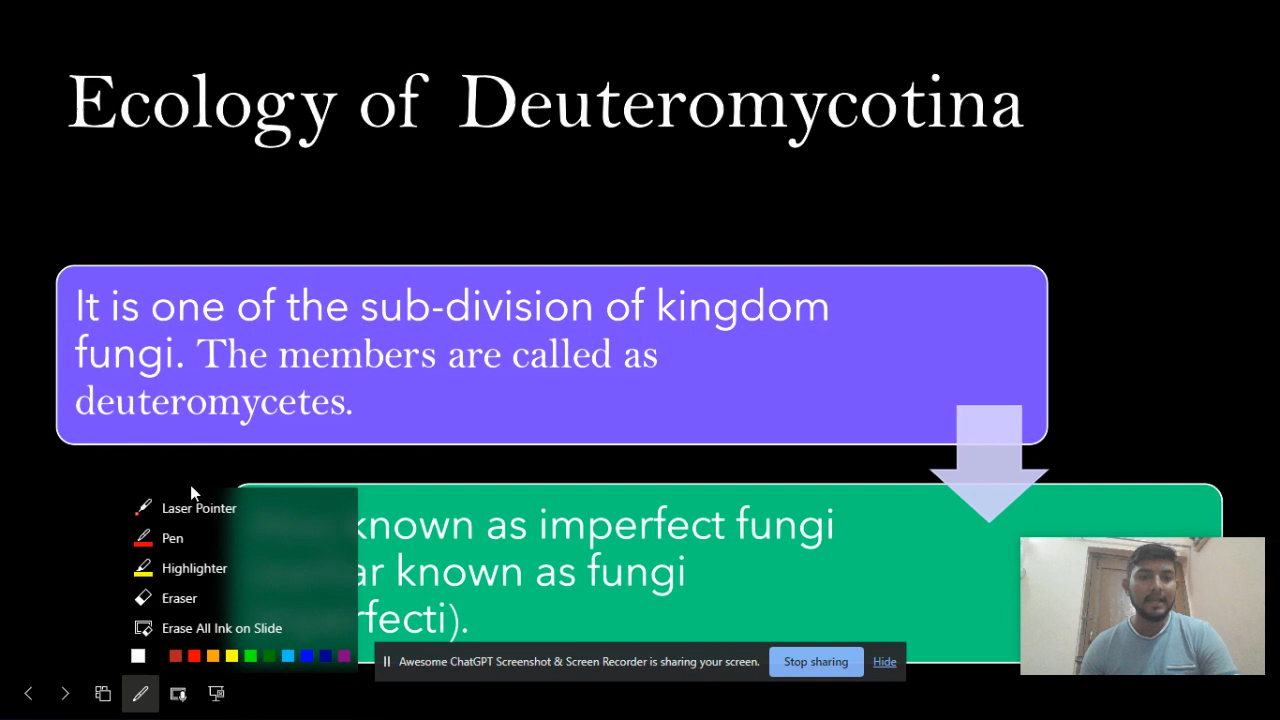 Ecology of Deuteromycotina
It is one of the sub-division of kingdom
fungi. The members are called as
deuteromycetes.
known as imperfect fungi
known as fungi
Laser Pointer
Pen
Highlighter
Eraser
Erase All Ink on Slide
Awesome ChatGPT Screenshot & Screen Recorder is sharing your screen.
Stop sharing
Hide